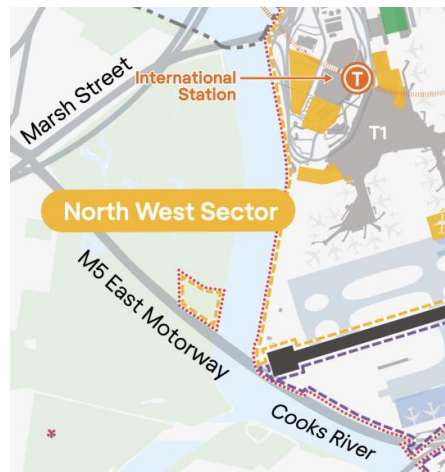 Marsh Street
International
Station
T
T1
North West Sector
M5 East Motorway
Cooks River